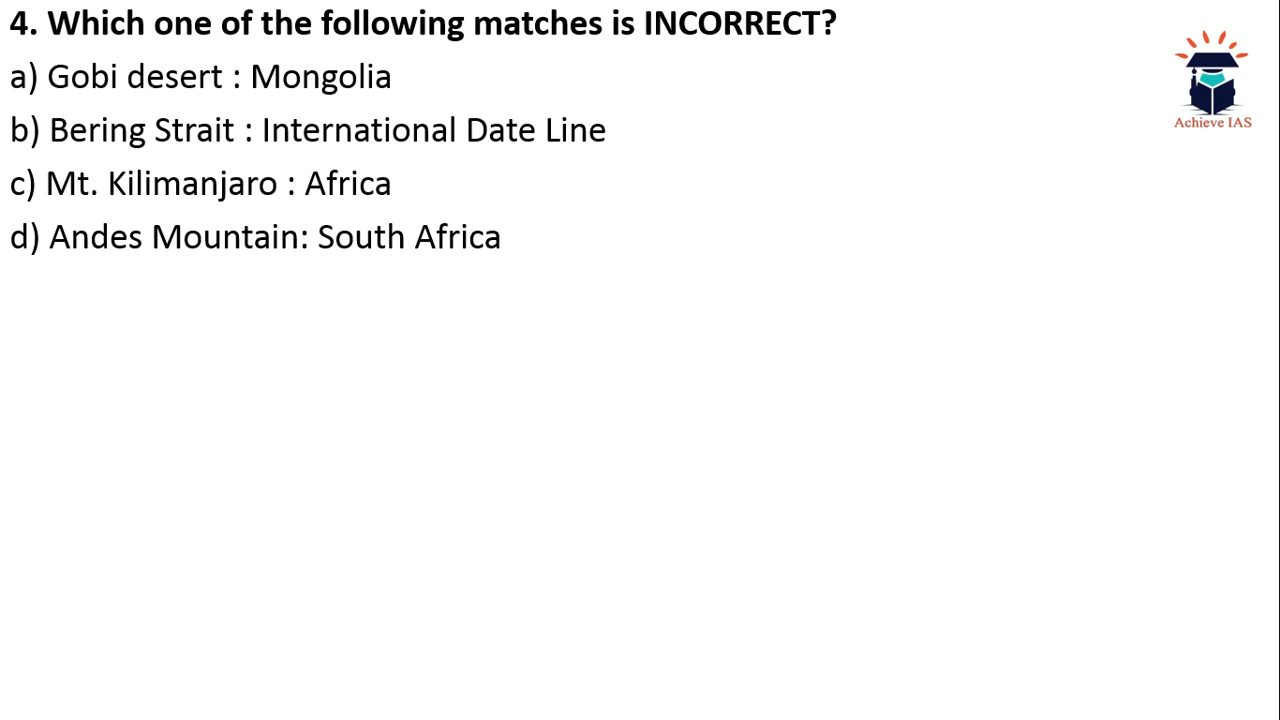 4. Which one of the following matches is INCORRECT?
a) Gobi desert : Mongolia
b) Bering Strait : International Date Line
c) Mt. Kilimanjaro : Africa
d) Andes Mountain: South Africa
Achieve IAS